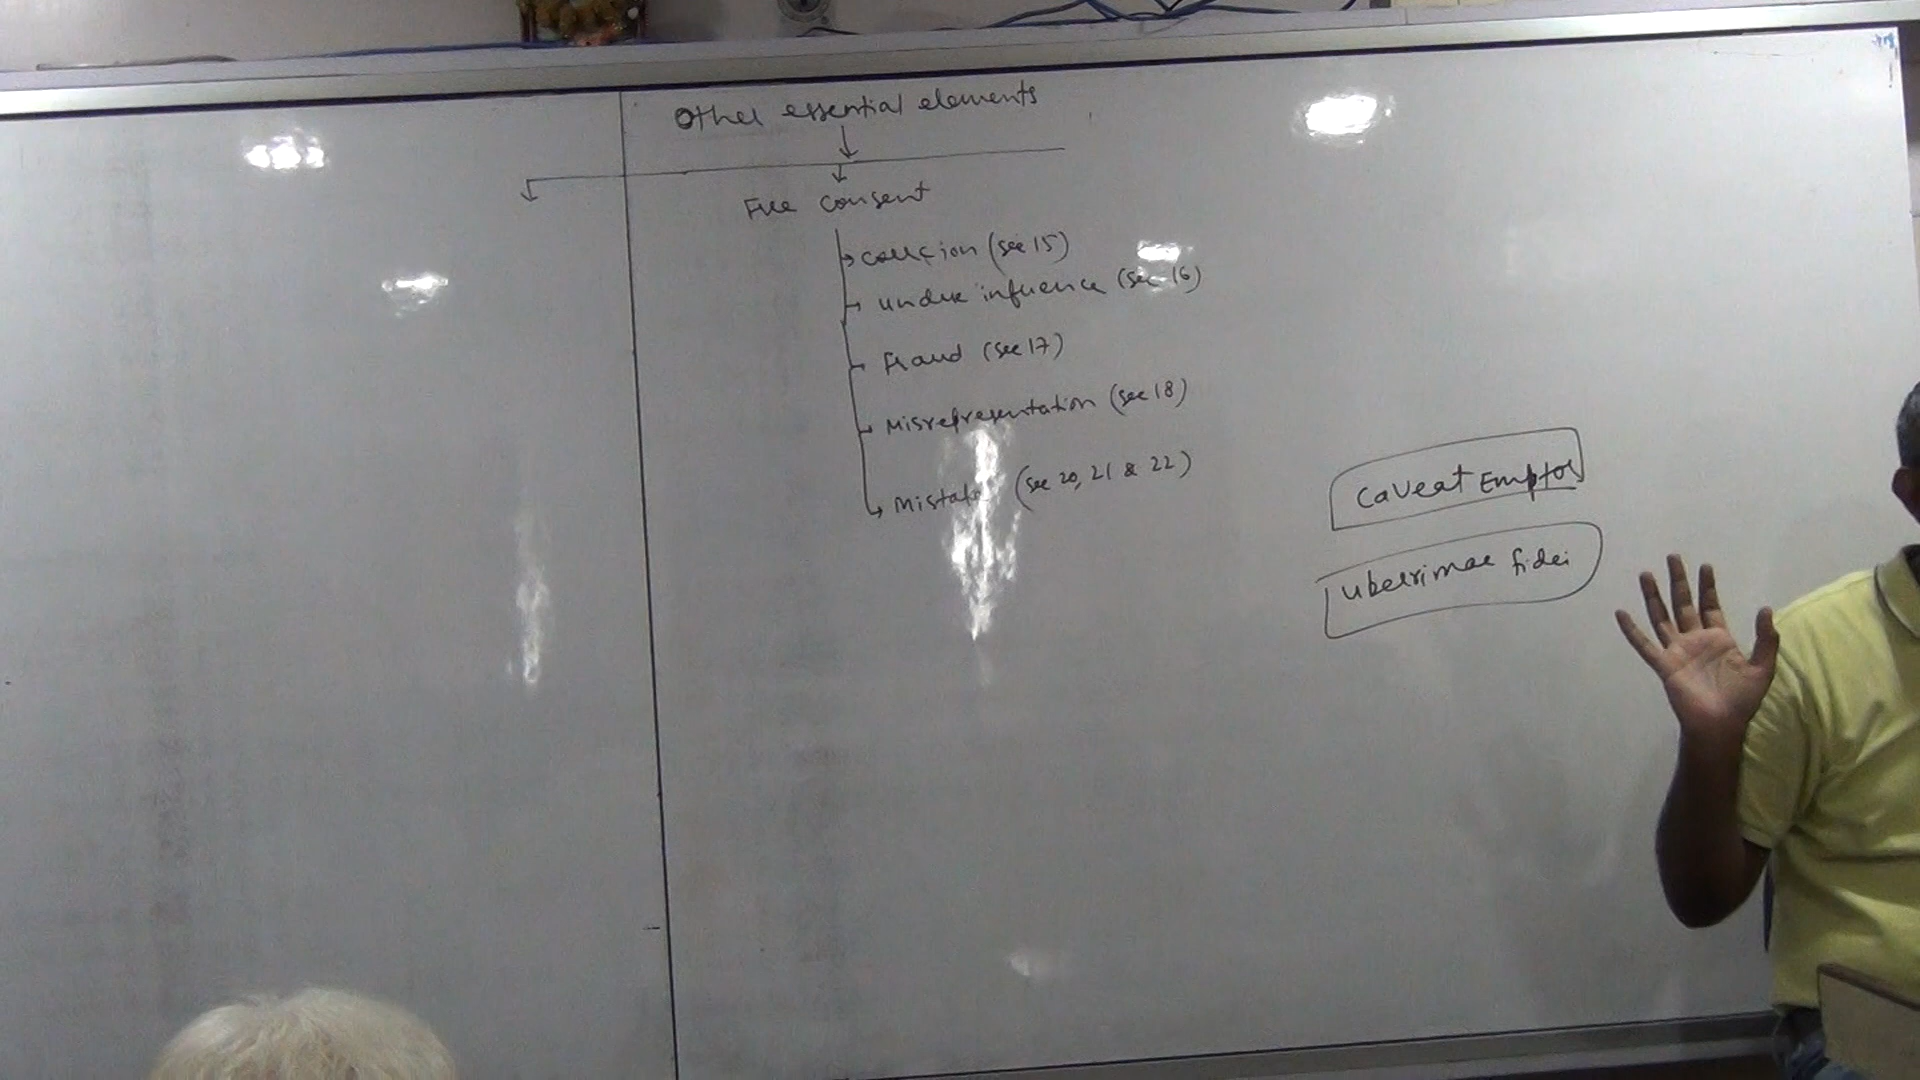 Other essential elements
Free consent
coercion (sec 15)
undue influence (sec 16)
fraud (sec 17)
Misrepresentation (sec 18)
Mistake (sec 20, 21 & 22)
Caveat Emptor
uberrimae fidei